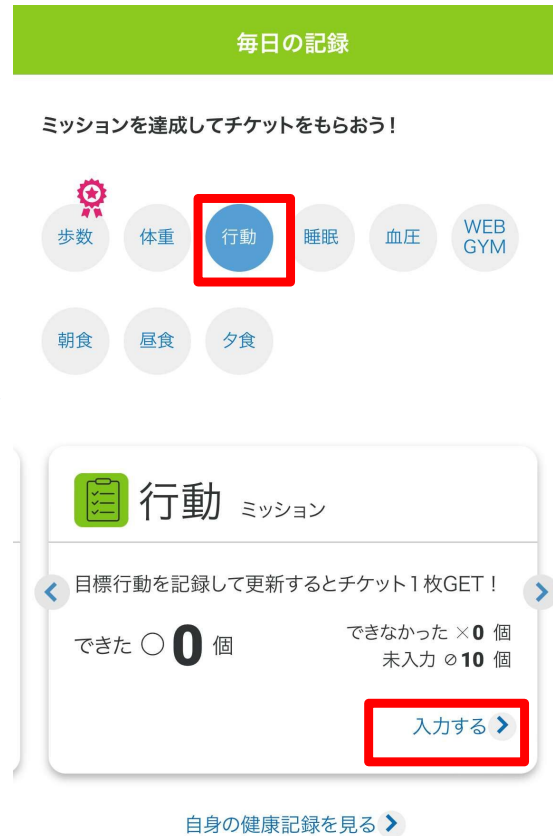 毎日の記録
ミッションを達成してチケットをもらおう！
歩数 体重 行動 睡眠 血圧 WEB GYM
朝食 昼食 夕食
行動 ミッション
目標行動を記録して更新するとチケット1枚GET！
できた ○ 0 個
できなかった ×0 個
未入力 ⊘10 個
入力する
自身の健康記録を見る